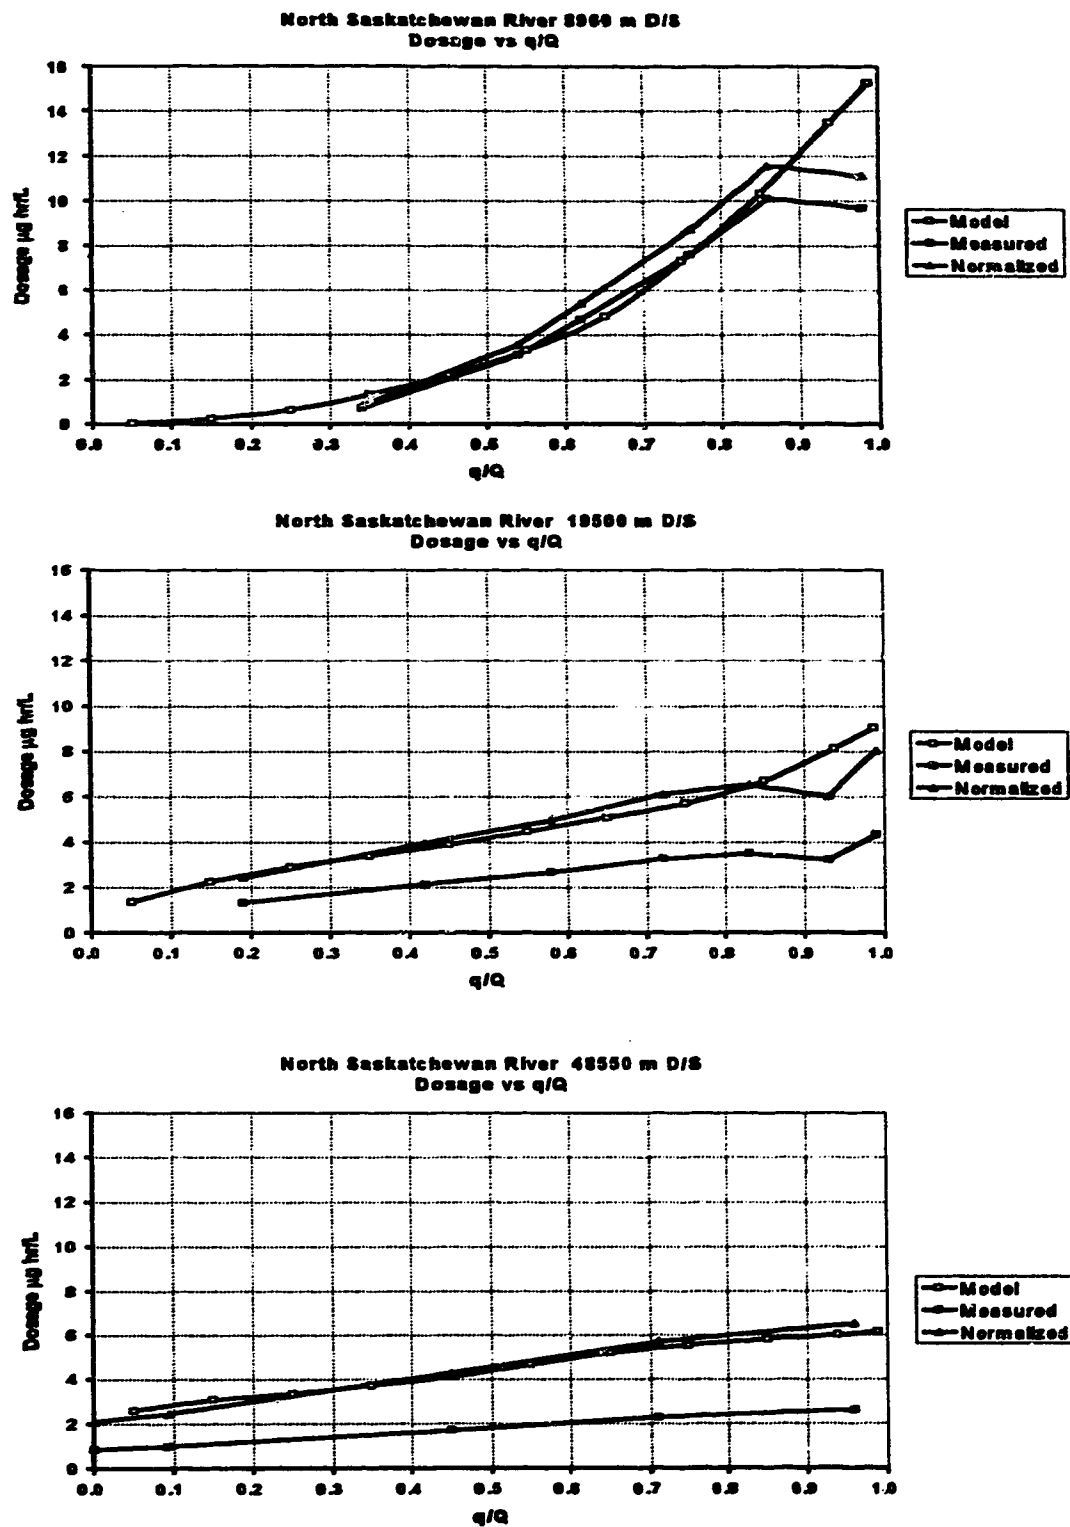 North Saskatchewan River 8960 m D/S
Dosage vs q/Q
Dosage µg hr/L
16
14
12
10
8
6
4
2
0
0.0 0.1 0.2 0.3 0.4 0.5 0.6 0.7 0.8 0.9 1.0
q/Q
Model
Measured
Normalized
North Saskatchewan River 19500 m D/S
Dosage vs q/Q
Dosage µg hr/L
16
14
12
10
8
6
4
2
0
0.0 0.1 0.2 0.3 0.4 0.5 0.6 0.7 0.8 0.9 1.0
q/Q
Model
Measured
Normalized
North Saskatchewan River 48550 m D/S
Dosage vs q/Q
Dosage µg hr/L
16
14
12
10
8
6
4
2
0
0.0 0.1 0.2 0.3 0.4 0.5 0.6 0.7 0.8 0.9 1.0
q/Q
Model
Measured
Normalized